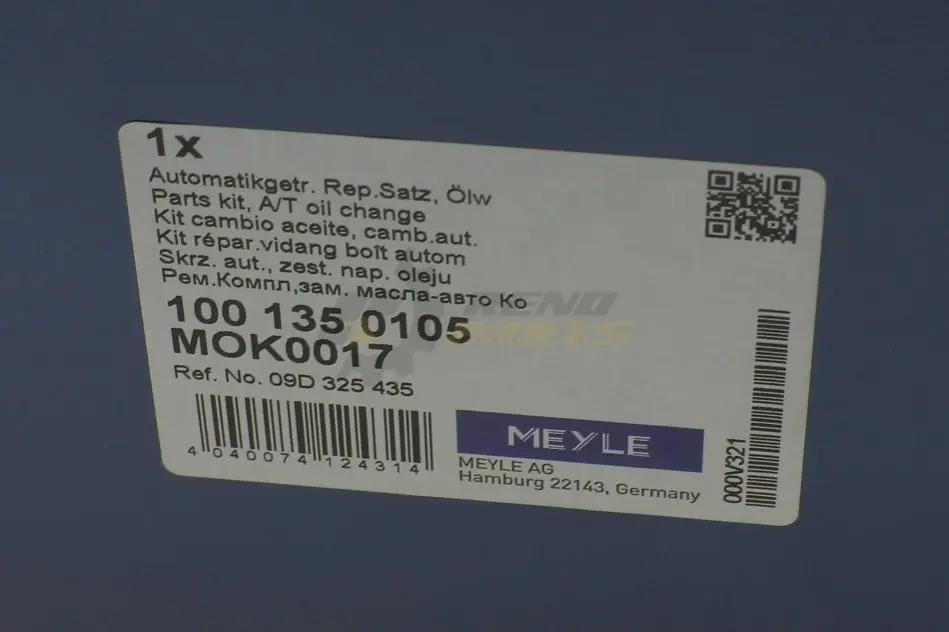 1x
Automatikgetr. Rep.Satz, Ölw
Parts kit, A/T oil change
Kit cambio aceite, camb.aut.
Kit répar.vidang boît autom
Skrz. aut., zest. nap. oleju
Рем.Компл,зам. масла-авто Ко
100 135 0105
MOK0017
Ref. No. 09D 325 435
4 040074 124314
MEYLE
MEYLE AG
Hamburg 22143, Germany
000V321
RENO
PARTS